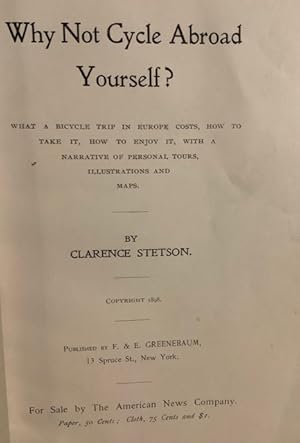 Why Not Cycle Abroad
Yourself?
WHAT A BICYCLE TRIP IN EUROPE COSTS, HOW TO
TAKE IT, HOW TO ENJOY IT, WITH A
NARRATIVE OF PERSONAL TOURS,
ILLUSTRATIONS AND
MAPS.
BY
CLARENCE STETSON.
COPYRIGHT 1898.
PUBLISHED BY F. & E. GREENEBAUM,
13 Spruce St., New York.
For Sale by The American News Company.
Paper, 50 Cents; Cloth, 75 Cents and $1.